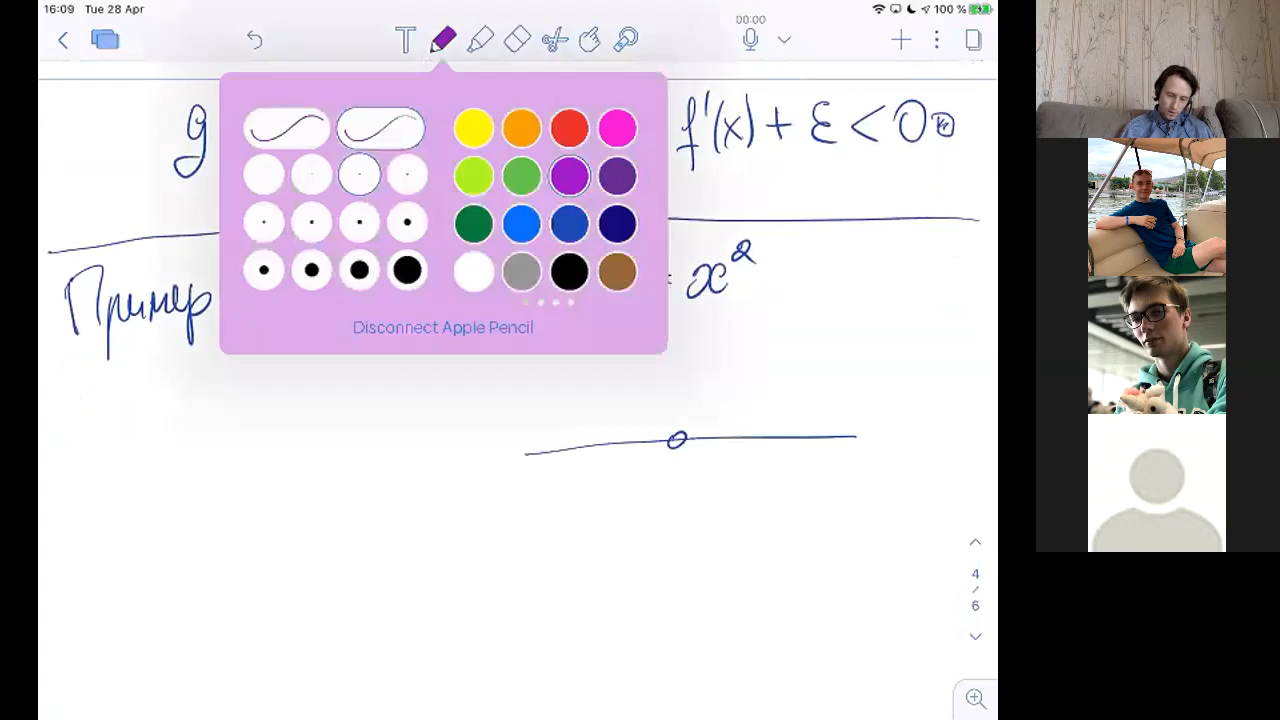 16:09 Tue 28 Apr 100 %
00:00
T
g f'(x) + ε < 0
Пример = x²
Disconnect Apple Pencil
4
/
6